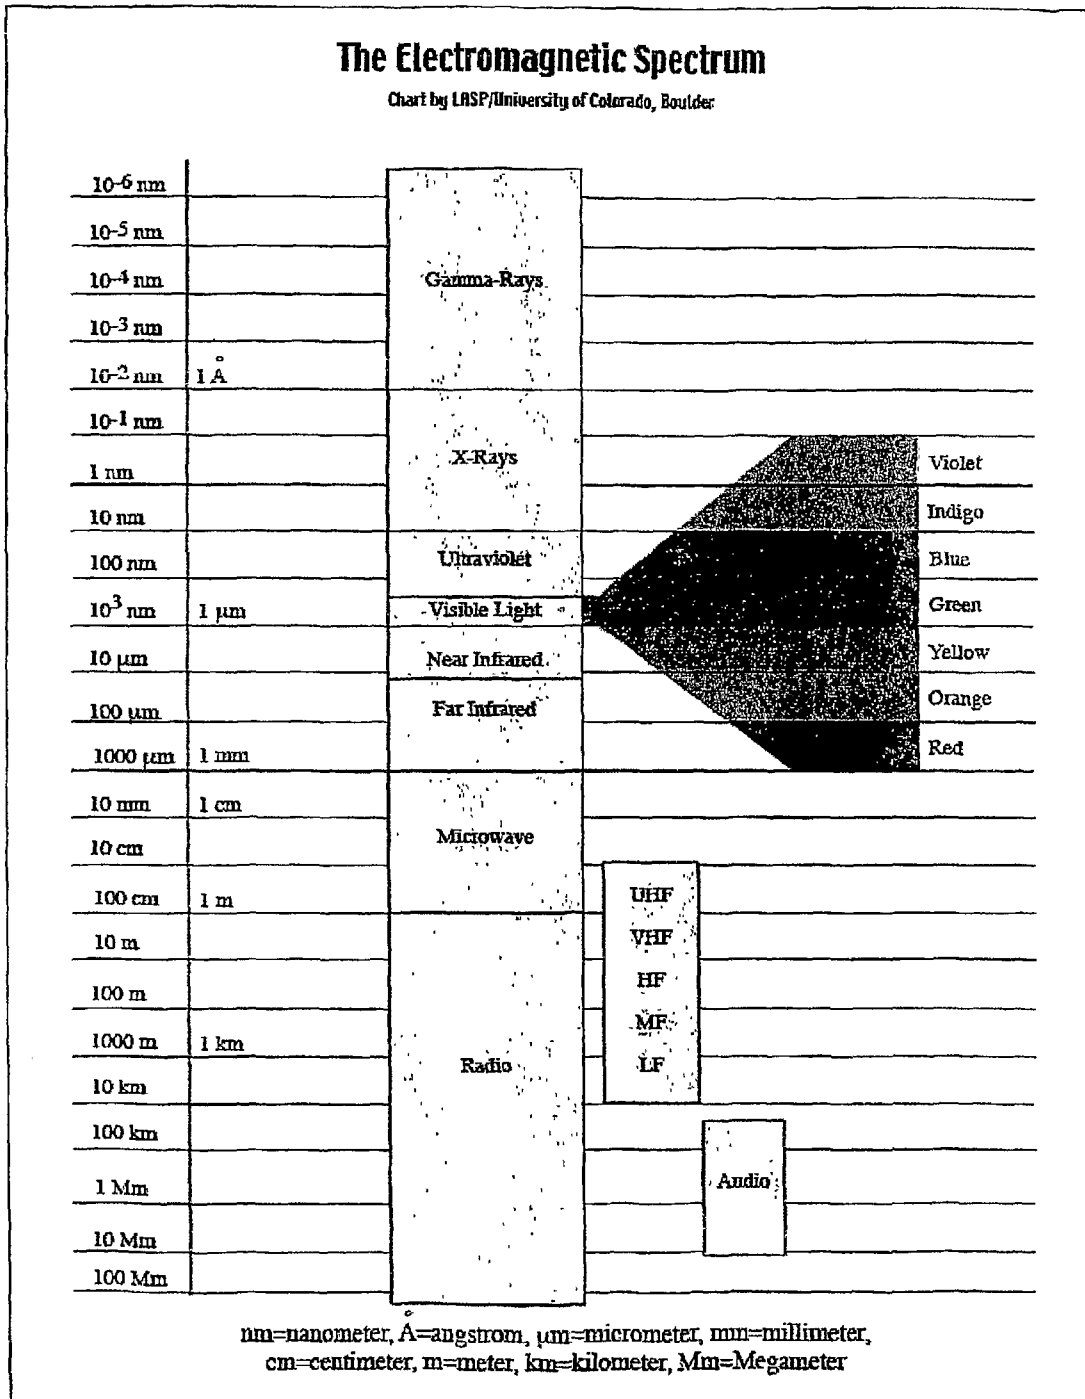 The Electromagnetic Spectrum
Chart by LASP/University of Colorado, Boulder
10-6 nm
10-5 nm
10-4 nm
Gamma-Rays
10-3 nm
10-2 nm 1 Å
10-1 nm
X-Rays
1 nm Violet
10 nm Indigo
100 nm Ultraviolet Blue
10³ nm 1 µm Visible Light Green
10 µm Near Infrared Yellow
100 µm Far Infrared Orange
1000 µm 1 mm Red
10 mm 1 cm
Microwave
10 cm
100 cm 1 m UHF
10 m VHF
100 m HF
MF
1000 m 1 km
Radio LF
10 km
100 km
1 Mm Audio
10 Mm
100 Mm
nm=nanometer, Å=angstrom, µm=micrometer, mm=millimeter,
cm=centimeter, m=meter, km=kilometer, Mm=Megameter